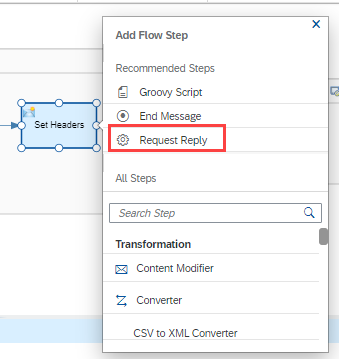 Add Flow Step
Recommended Steps
Groovy Script
End Message
Request Reply
Set Headers
All Steps
Search Step
Transformation
Content Modifier
Converter
CSV to XML Converter